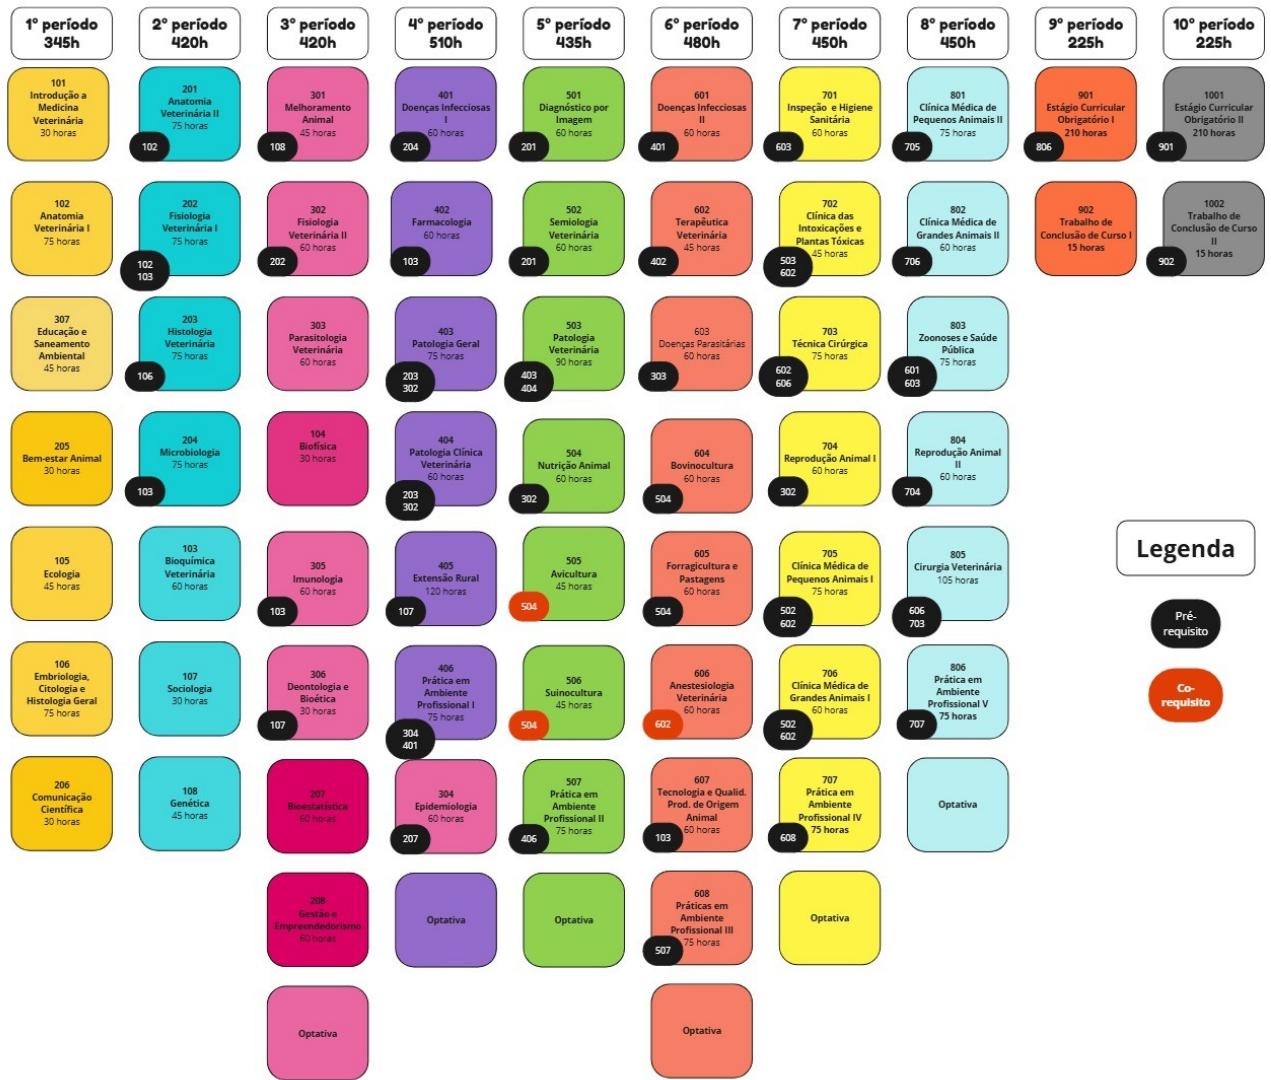 1° período
345h
2° período
420h
3° período
420h
4° período
510h
5° período
435h
6° período
480h
7° período
450h
8° período
450h
9° período
225h
10° período
225h
101
Introdução a
Medicina
Veterinária
30 horas
201
Anatomia
Veterinária II
75 horas
102
301
Melhoramento
Animal
45 horas
108
401
Doenças Infecciosas
I
60 horas
204
501
Diagnóstico por
Imagem
60 horas
201
601
Doenças Infecciosas
II
60 horas
401
701
Inspeção e Higiene
Sanitária
60 horas
603
801
Clínica Médica de
Pequenos Animais II
75 horas
705
901
Estágio Curricular
Obrigatório I
210 horas
806
1001
Estágio Curricular
Obrigatório II
210 horas
901
102
Anatomia
Veterinária I
75 horas
202
Fisiologia
Veterinária I
75 horas
102
103
302
Fisiologia
Veterinária II
60 horas
202
402
Farmacologia
60 horas
103
502
Semiologia
Veterinária
60 horas
201
602
Terapêutica
Veterinária
45 horas
402
702
Clínica das
Intoxicações e
Plantas Tóxicas
45 horas
503
602
802
Clínica Médica de
Grandes Animais II
60 horas
706
902
Trabalho de
Conclusão de Curso I
15 horas
1002
Trabalho de
Conclusão de Curso
II
15 horas
902
307
Educação e
Saneamento
Ambiental
45 horas
203
Histologia
Veterinária
75 horas
106
303
Parasitologia
Veterinária
60 horas
403
Patologia Geral
75 horas
203
302
503
Patologia
Veterinária
90 horas
403
404
603
Doenças Parasitárias
60 horas
303
703
Técnica Cirúrgica
75 horas
602
606
803
Zoonoses e Saúde
Pública
75 horas
601
603
205
Bem-estar Animal
30 horas
204
Microbiologia
75 horas
103
104
Biofísica
30 horas
404
Patologia Clínica
Veterinária
60 horas
203
302
504
Nutrição Animal
60 horas
302
604
Bovinocultura
60 horas
504
704
Reprodução Animal I
60 horas
302
804
Reprodução Animal
II
60 horas
704
105
Ecologia
45 horas
103
Bioquímica
Veterinária
60 horas
305
Imunologia
60 horas
103
405
Extensão Rural
120 horas
107
505
Avicultura
45 horas
504
605
Forragicultura e
Pastagens
60 horas
504
705
Clínica Médica de
Pequenos Animais I
75 horas
502
602
805
Cirurgia Veterinária
105 horas
606
703
Legenda
Pré-
requisito
Co-
requisito
106
Embriologia,
Citologia e
Histologia Geral
75 horas
107
Sociologia
30 horas
306
Deontologia e
Bioética
30 horas
107
406
Prática em
Ambiente
Profissional I
75 horas
304
401
506
Suinocultura
45 horas
504
606
Anestesiologia
Veterinária
60 horas
602
706
Clínica Médica de
Grandes Animais I
60 horas
502
602
806
Prática em
Ambiente
Profissional V
75 horas
707
206
Comunicação
Científica
30 horas
108
Genética
45 horas
207
Bioestatística
60 horas
304
Epidemiologia
60 horas
207
507
Prática em
Ambiente
Profissional II
75 horas
406
607
Tecnologia e Qualid.
Prod. de Origem
Animal
60 horas
103
707
Prática em
Ambiente
Profissional IV
75 horas
608
Optativa
208
Gestão e
Empreendedorismo
60 horas
Optativa
Optativa
608
Práticas em
Ambiente
Profissional III
75 horas
507
Optativa
Optativa
Optativa